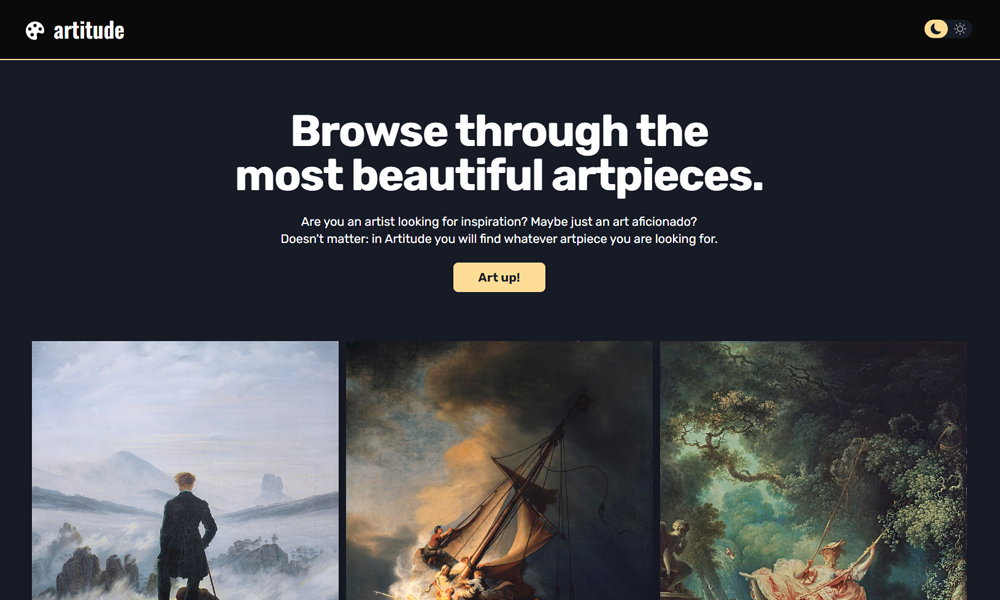 artitude
Browse through the
most beautiful artpieces.
Are you an artist looking for inspiration? Maybe just an art aficionado?
Doesn't matter: in Artitude you will find whatever artpiece you are looking for.
Art up!